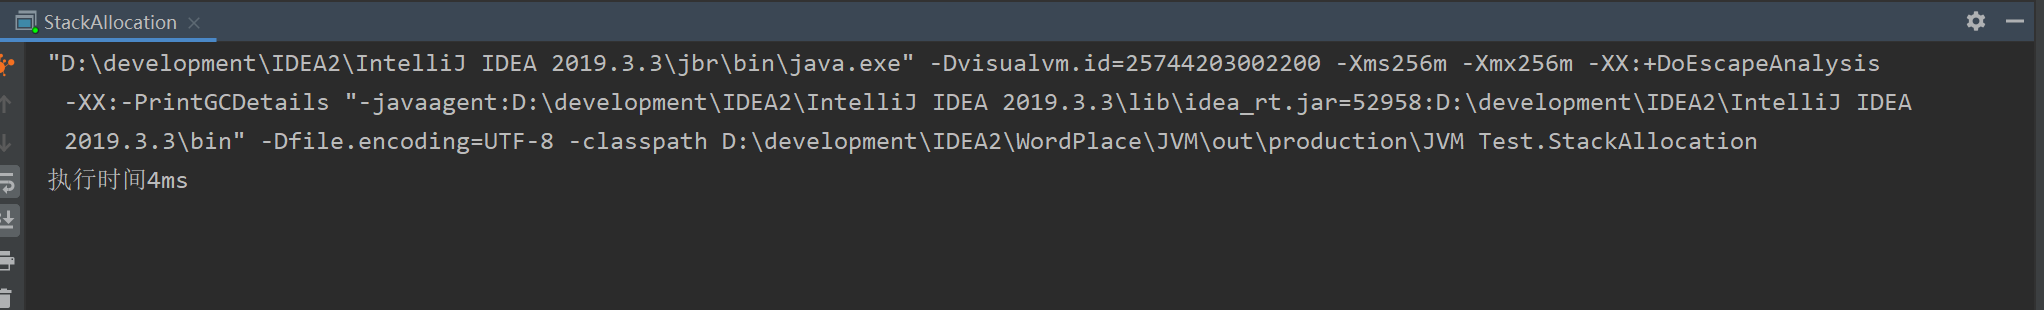 StackAllocation
"D:\development\IDEA2\IntelliJ IDEA 2019.3.3\jbr\bin\java.exe" -Dvisualvm.id=25744203002200 -Xms256m -Xmx256m -XX:+DoEscapeAnalysis
-XX:-PrintGCDetails "-javaagent:D:\development\IDEA2\IntelliJ IDEA 2019.3.3\lib\idea_rt.jar=52958:D:\development\IDEA2\IntelliJ IDEA
2019.3.3\bin" -Dfile.encoding=UTF-8 -classpath D:\development\IDEA2\WordPlace\JVM\out\production\JVM Test.StackAllocation
执行时间4ms